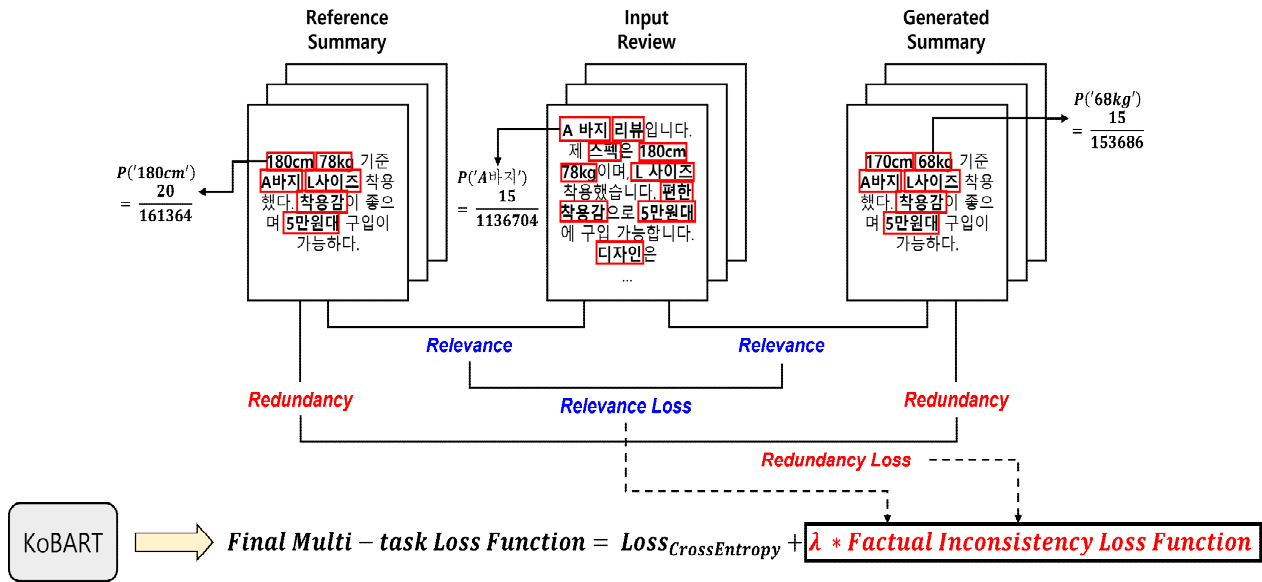 Reference
Summary
Input
Review
Generated
Summary
P('180cm')
= 20
161364
180cm 78kg 기준
A바지 L사이즈 착용
했다. 착용감이 좋으
며 5만원대 구입이
가능하다.
P('A바지')
= 15
1136704
A 바지 리뷰입니다.
제 스펙은 180cm
78kg이며, L 사이즈
착용했습니다. 편한
착용감으로 5만원대
에 구입 가능합니다.
디자인은
...
170cm 68kg 기준
A바지 L사이즈 착용
했다. 착용감이 좋으
며 5만원대 구입이
가능하다.
P('68kg')
= 15
153686
Relevance
Relevance
Redundancy
Relevance Loss
Redundancy
Redundancy Loss
KoBART
Final Multi − task Loss Function = Loss_CrossEntropy + λ * Factual Inconsistency Loss Function